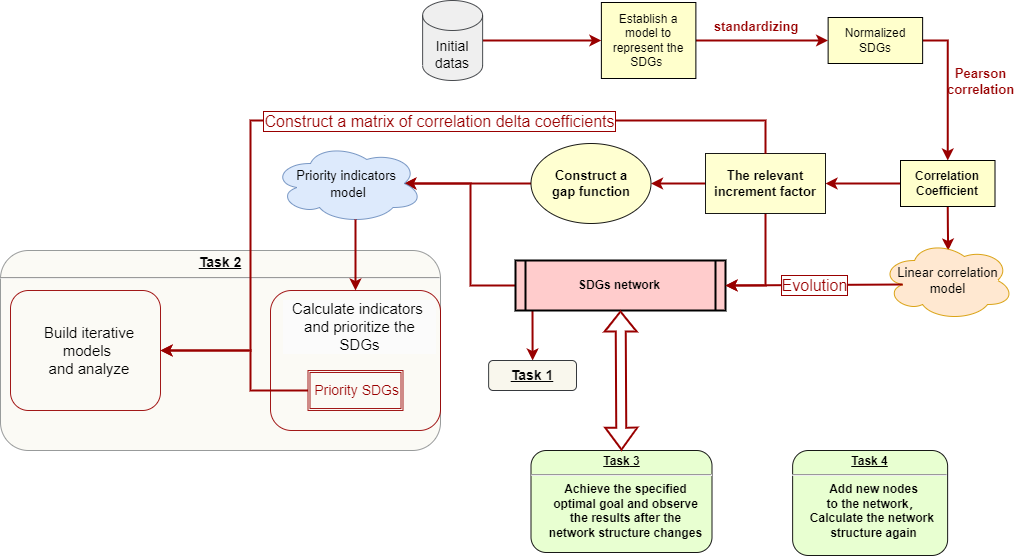 Initial
datas
Establish a
model to
represent the
SDGs
standardizing
Normalized
SDGs
Pearson
correlation
Construct a matrix of correlation delta coefficients
Priority indicators
model
Construct a
gap function
The relevant
increment factor
Correlation
Coefficient
Task 2
SDGs network
Evolution
Linear correlation
model
Build iterative
models
and analyze
Calculate indicators
and prioritize the
SDGs
Priority SDGs
Task 1
Task 3
Achieve the specified
optimal goal and observe
the results after the
network structure changes
Task 4
Add new nodes
to the network,
Calculate the network
structure again